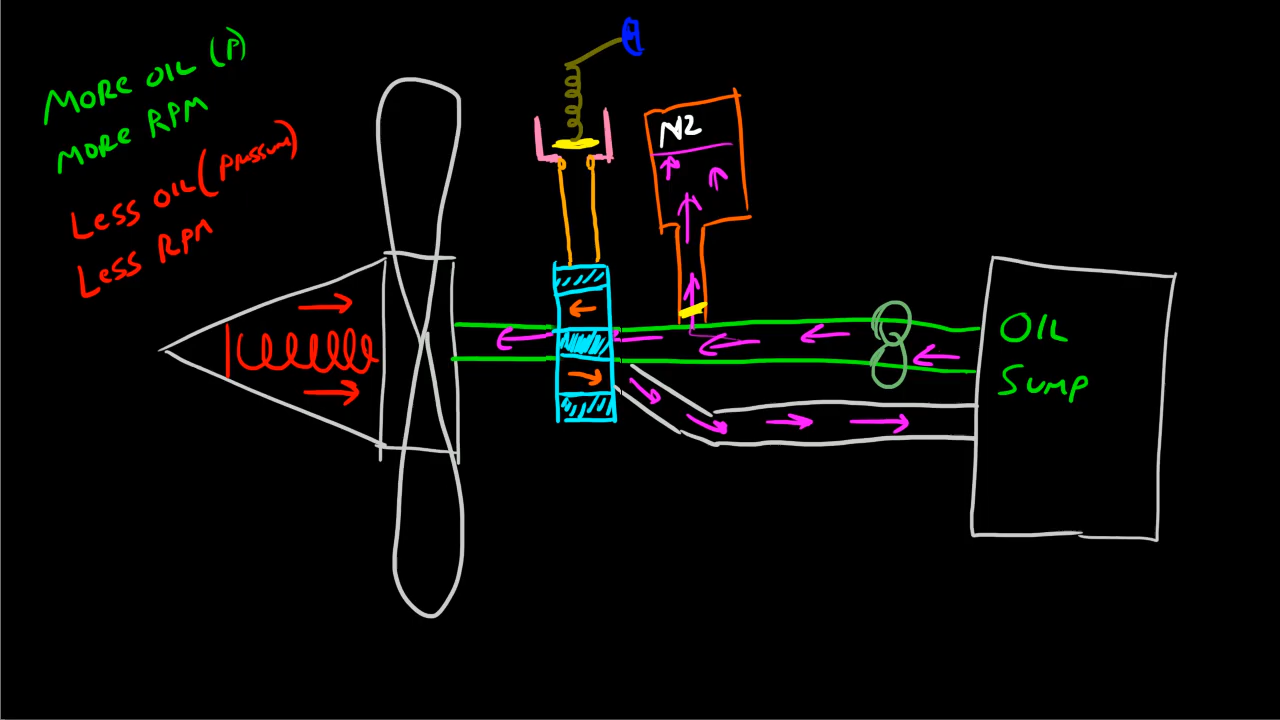 MORE OIL (P)
MORE RPM
LESS OIL (PRESSURE)
LESS RPM
N2
OIL
SUMP